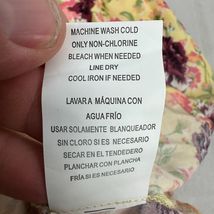 MACHINE WASH COLD
ONLY NON-CHLORINE
BLEACH WHEN NEEDED
LINE DRY
COOL IRON IF NEEDED
LAVAR A MÁQUINA CON
AGUA FRÍO
USAR SOLAMENTE BLANQUEADOR
SIN CLORO SI ES NECESARIO
SECAR EN EL TENDEDERO
PLANCHAR CON PLANCHA
FRÍA SI ES NECESARIO